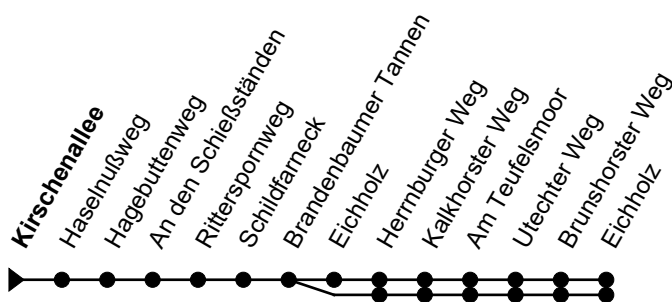 Kirschenallee
Haselnußweg
Hagebuttenweg
An den Schießständen
Ritterspornweg
Schildfarneck
Brandenbaumer Tannen
Eichholz
Herrnburger Weg
Kalkhorster Weg
Am Teufelsmoor
Utechter Weg
Brunshorster Weg
Eichholz